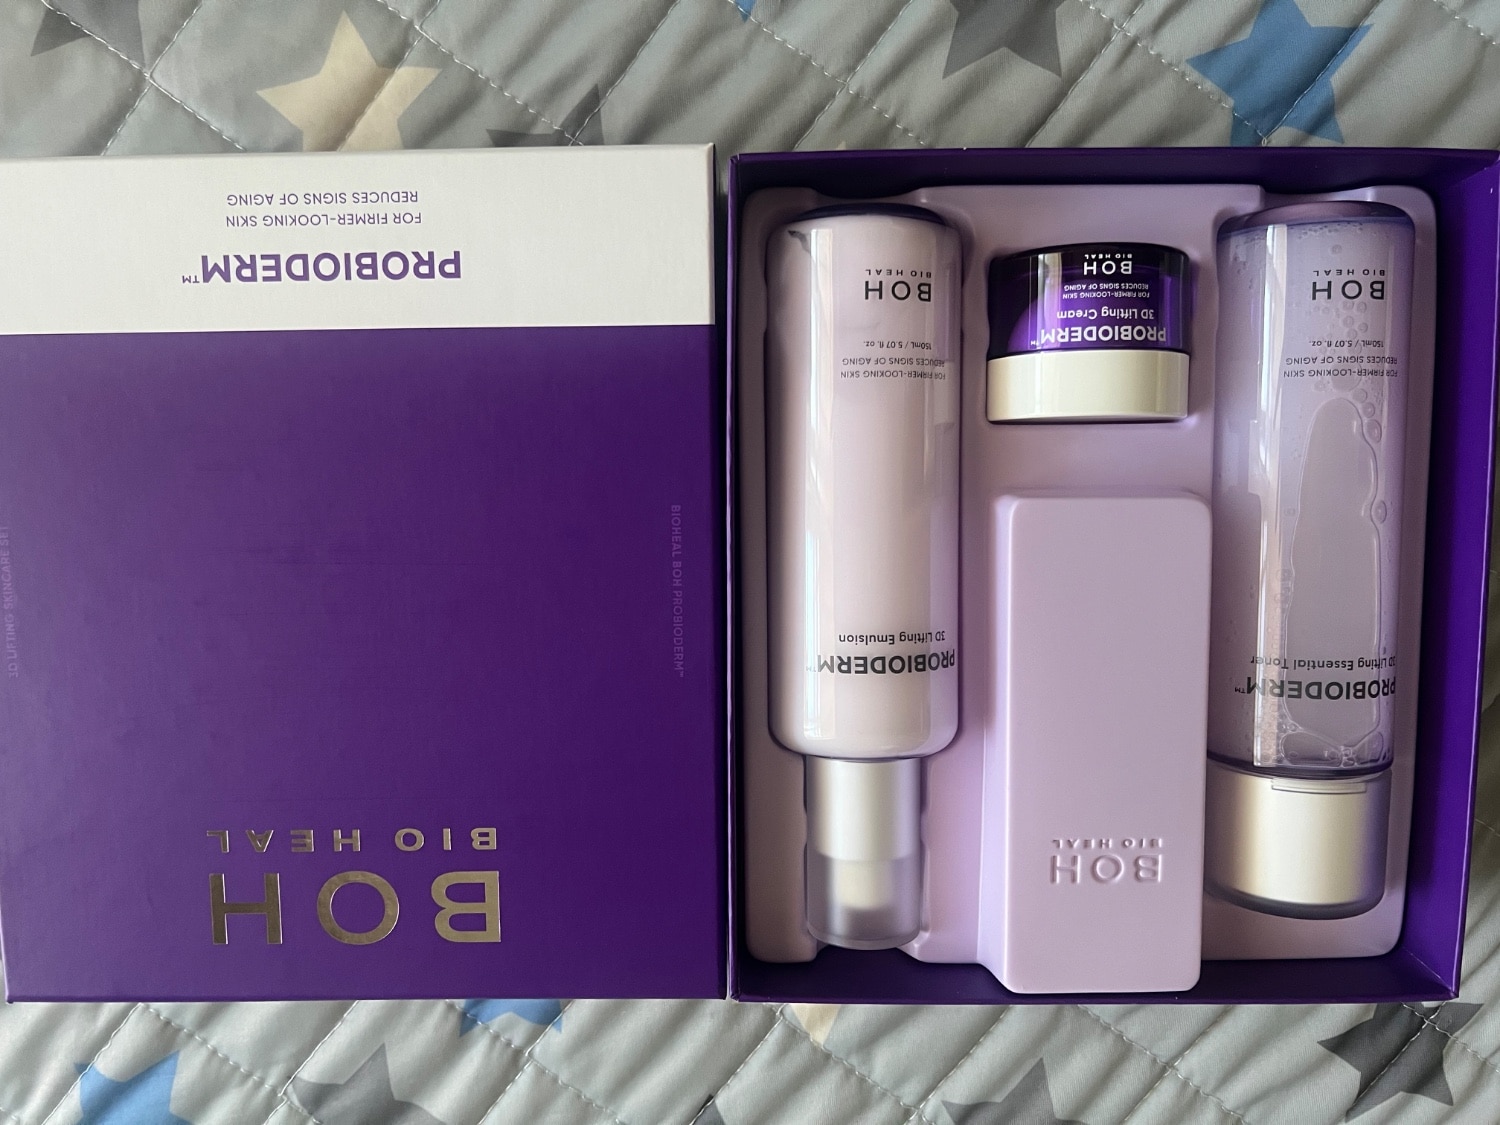 BOH
BIO HEAL
BIOHEAL BOH PROBIODERM™
3D LIFTING SKINCARE SET
PROBIODERM™
FOR FIRMER-LOOKING SKIN
REDUCES SIGNS OF AGING
PROBIODERM™
3D Lifting Essential Toner
FOR FIRMER-LOOKING SKIN
REDUCES SIGNS OF AGING
150mL / 5.07 fl. oz.
BIO HEAL
BOH
BOH
BIO HEAL
PROBIODERM™
3D Lifting Cream
FOR FIRMER-LOOKING SKIN
REDUCES SIGNS OF AGING
BOH
BIO HEAL
PROBIODERM™
3D Lifting Emulsion
FOR FIRMER-LOOKING SKIN
REDUCES SIGNS OF AGING
150mL / 5.07 fl. oz.
BOH
BIO HEAL